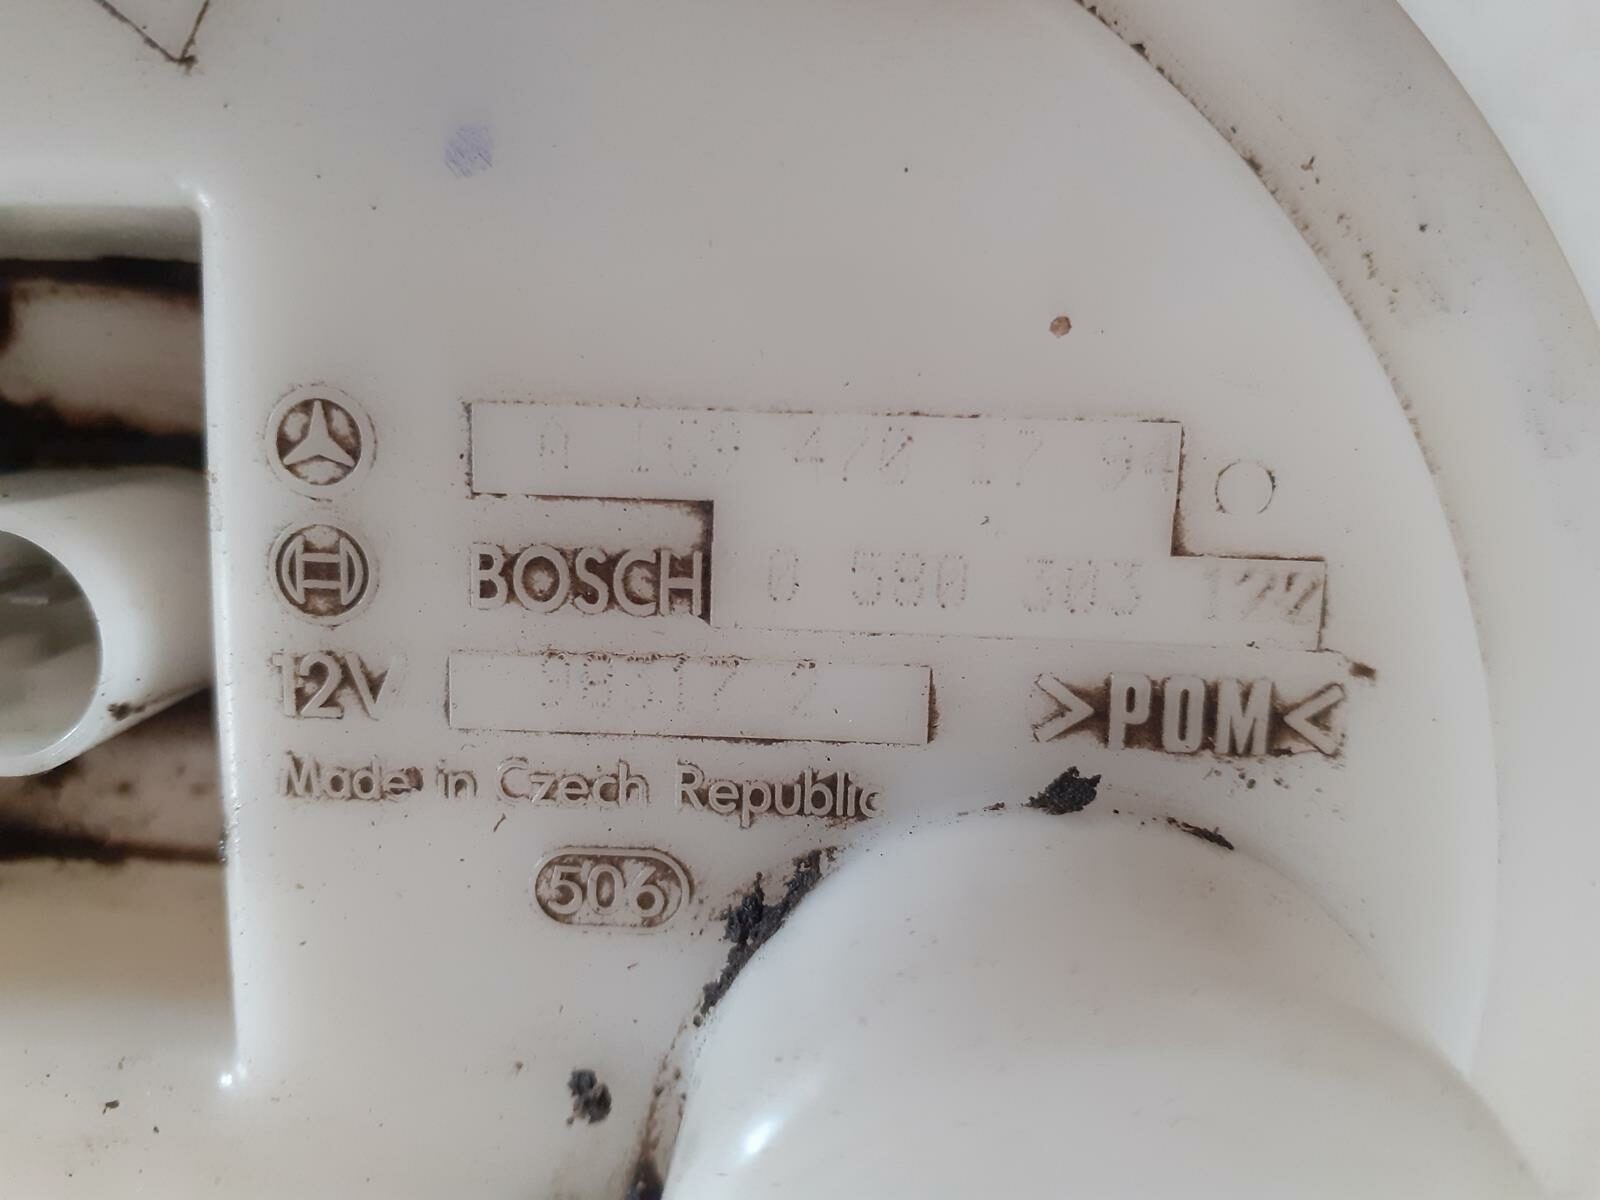 A 169 470 17 94
BOSCH 0 580 303 122
12V
>POM<
Made in Czech Republic
506